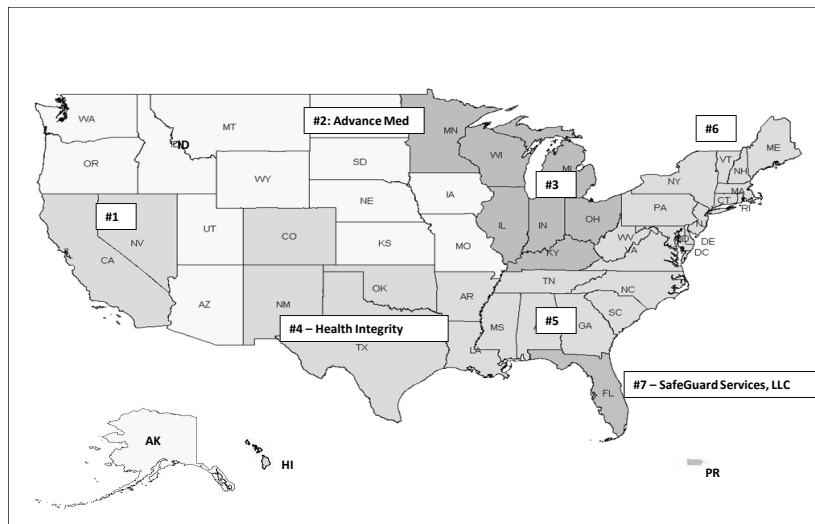 #2: Advance Med
#6
WA
MT
MN
ME
VT
ID
NH
OR
WI
MI
NY
SD
MA
WY
#3
CT
RI
IA
PA
#1
NE
NJ
NV
UT
IL
IN
OH
DE
CO
WV
CA
KS
MO
VA
DC
KY
NC
TN
OK
AZ
NM
AR
SC
#4 – Health Integrity
#5
MS
GA
TX
LA
#7 – SafeGuard Services, LLC
FL
AK
HI
PR